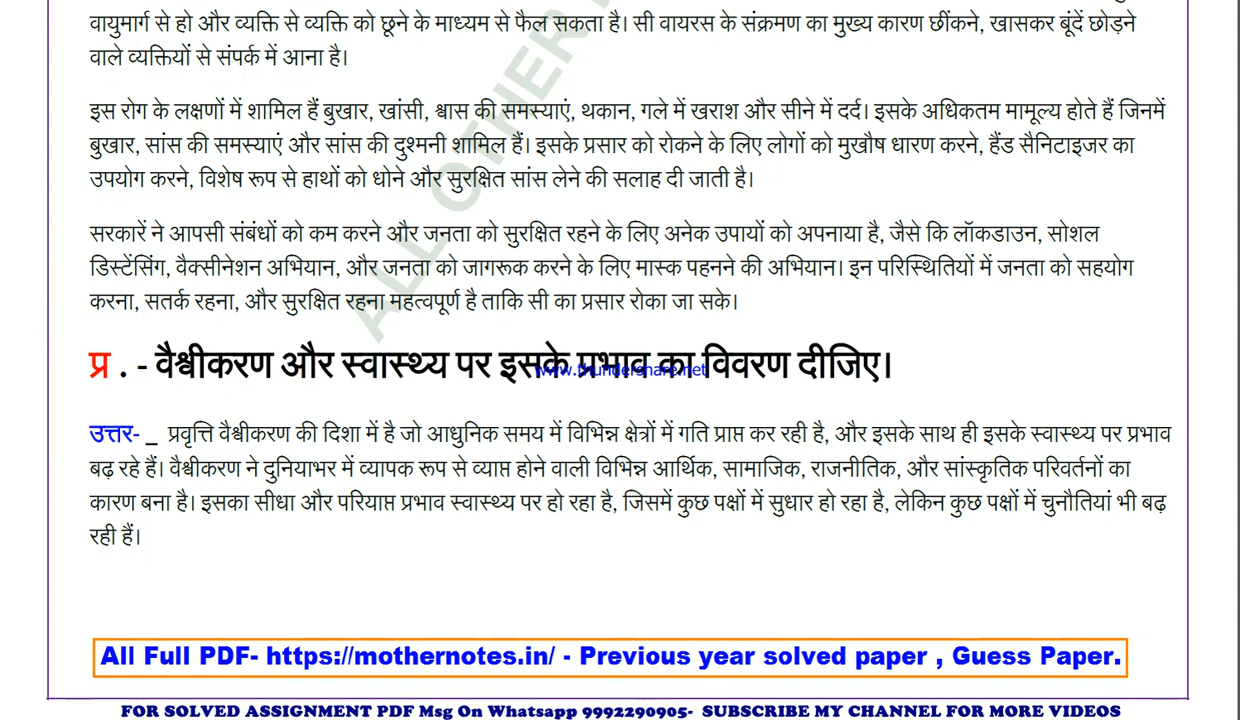 वायुमार्ग से हो और व्यक्ति से व्यक्ति को छूने के माध्यम से फैल सकता है। सी वायरस के संक्रमण का मुख्य कारण छींकने, खासकर बूंदें छोड़ने
वाले व्यक्तियों से संपर्क में आना है।
इस रोग के लक्षणों में शामिल हैं बुखार, खांसी, श्वास की समस्याएं, थकान, गले में खराश और सीने में दर्द। इसके अधिकतम मामूल्य होते हैं जिनमें
बुखार, सांस की समस्याएं और सांस की दुश्मनी शामिल हैं। इसके प्रसार को रोकने के लिए लोगों को मुखौष धारण करने, हैंड सैनिटाइजर का
उपयोग करने, विशेष रूप से हाथों को धोने और सुरक्षित सांस लेने की सलाह दी जाती है।
सरकारें ने आपसी संबंधों को कम करने और जनता को सुरक्षित रहने के लिए अनेक उपायों को अपनाया है, जैसे कि लॉकडाउन, सोशल
डिस्टेंसिंग, वैक्सीनेशन अभियान, और जनता को जागरूक करने के लिए मास्क पहनने की अभियान। इन परिस्थितियों में जनता को सहयोग
करना, सतर्क रहना, और सुरक्षित रहना महत्वपूर्ण है ताकि सी का प्रसार रोका जा सके।
प्र . - वैश्वीकरण और स्वास्थ्य पर इसके प्रभाव का विवरण दीजिए।
www.thundershare.net
उत्तर- _ प्रवृत्ति वैश्वीकरण की दिशा में है जो आधुनिक समय में विभिन्न क्षेत्रों में गति प्राप्त कर रही है, और इसके साथ ही इसके स्वास्थ्य पर प्रभाव
बढ़ रहे हैं। वैश्वीकरण ने दुनियाभर में व्यापक रूप से व्याप्त होने वाली विभिन्न आर्थिक, सामाजिक, राजनीतिक, और सांस्कृतिक परिवर्तनों का
कारण बना है। इसका सीधा और परियाप्त प्रभाव स्वास्थ्य पर हो रहा है, जिसमें कुछ पक्षों में सुधार हो रहा है, लेकिन कुछ पक्षों में चुनौतियां भी बढ़
रही हैं।
ALL OTHER
All Full PDF- https://mothernotes.in/ - Previous year solved paper , Guess Paper.
FOR SOLVED ASSIGNMENT PDF Msg On Whatsapp 9992290905- SUBSCRIBE MY CHANNEL FOR MORE VIDEOS